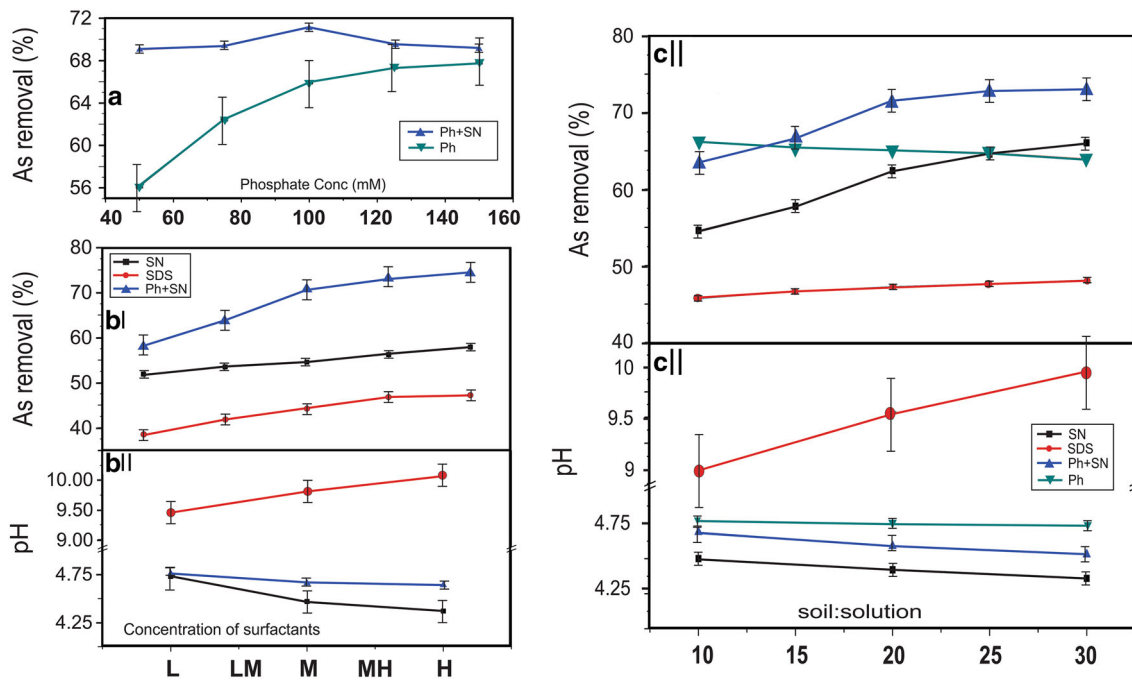 72
68
64
60
56
As removal (%)
a
Ph+SN
Ph
Phosphate Conc (mM)
40 60 80 100 120 140 160
80
70
60
50
40
As removal (%)
SN
SDS
Ph+SN
bI
bII
10.00
9.50
9.00
4.75
4.25
pH
Concentration of surfactants
L LM M MH H
80
70
60
50
40
As removal (%)
cII
cII
10
9.5
9
4.75
4.25
pH
SN
SDS
Ph+SN
Ph
soil:solution
10 15 20 25 30